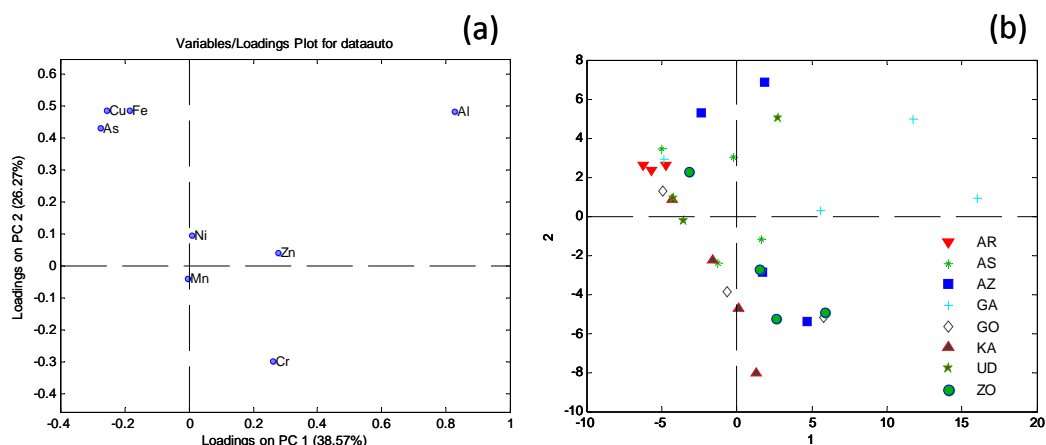 (a)
Variables/Loadings Plot for dataauto
Loadings on PC 2 (26.27%)
0.6
0.5
0.4
0.3
0.2
0.1
0
-0.1
-0.2
-0.3
-0.4
Cu Fe
As
Al
Ni
Zn
Mn
Cr
-0.4 -0.2 0 0.2 0.4 0.6 0.8 1
Loadings on PC 1 (38.57%)
(b)
2
8
6
4
2
0
-2
-4
-6
-8
-10
AR
AS
AZ
GA
GO
KA
UD
ZO
-10 -5 0 5 10 15 20
1